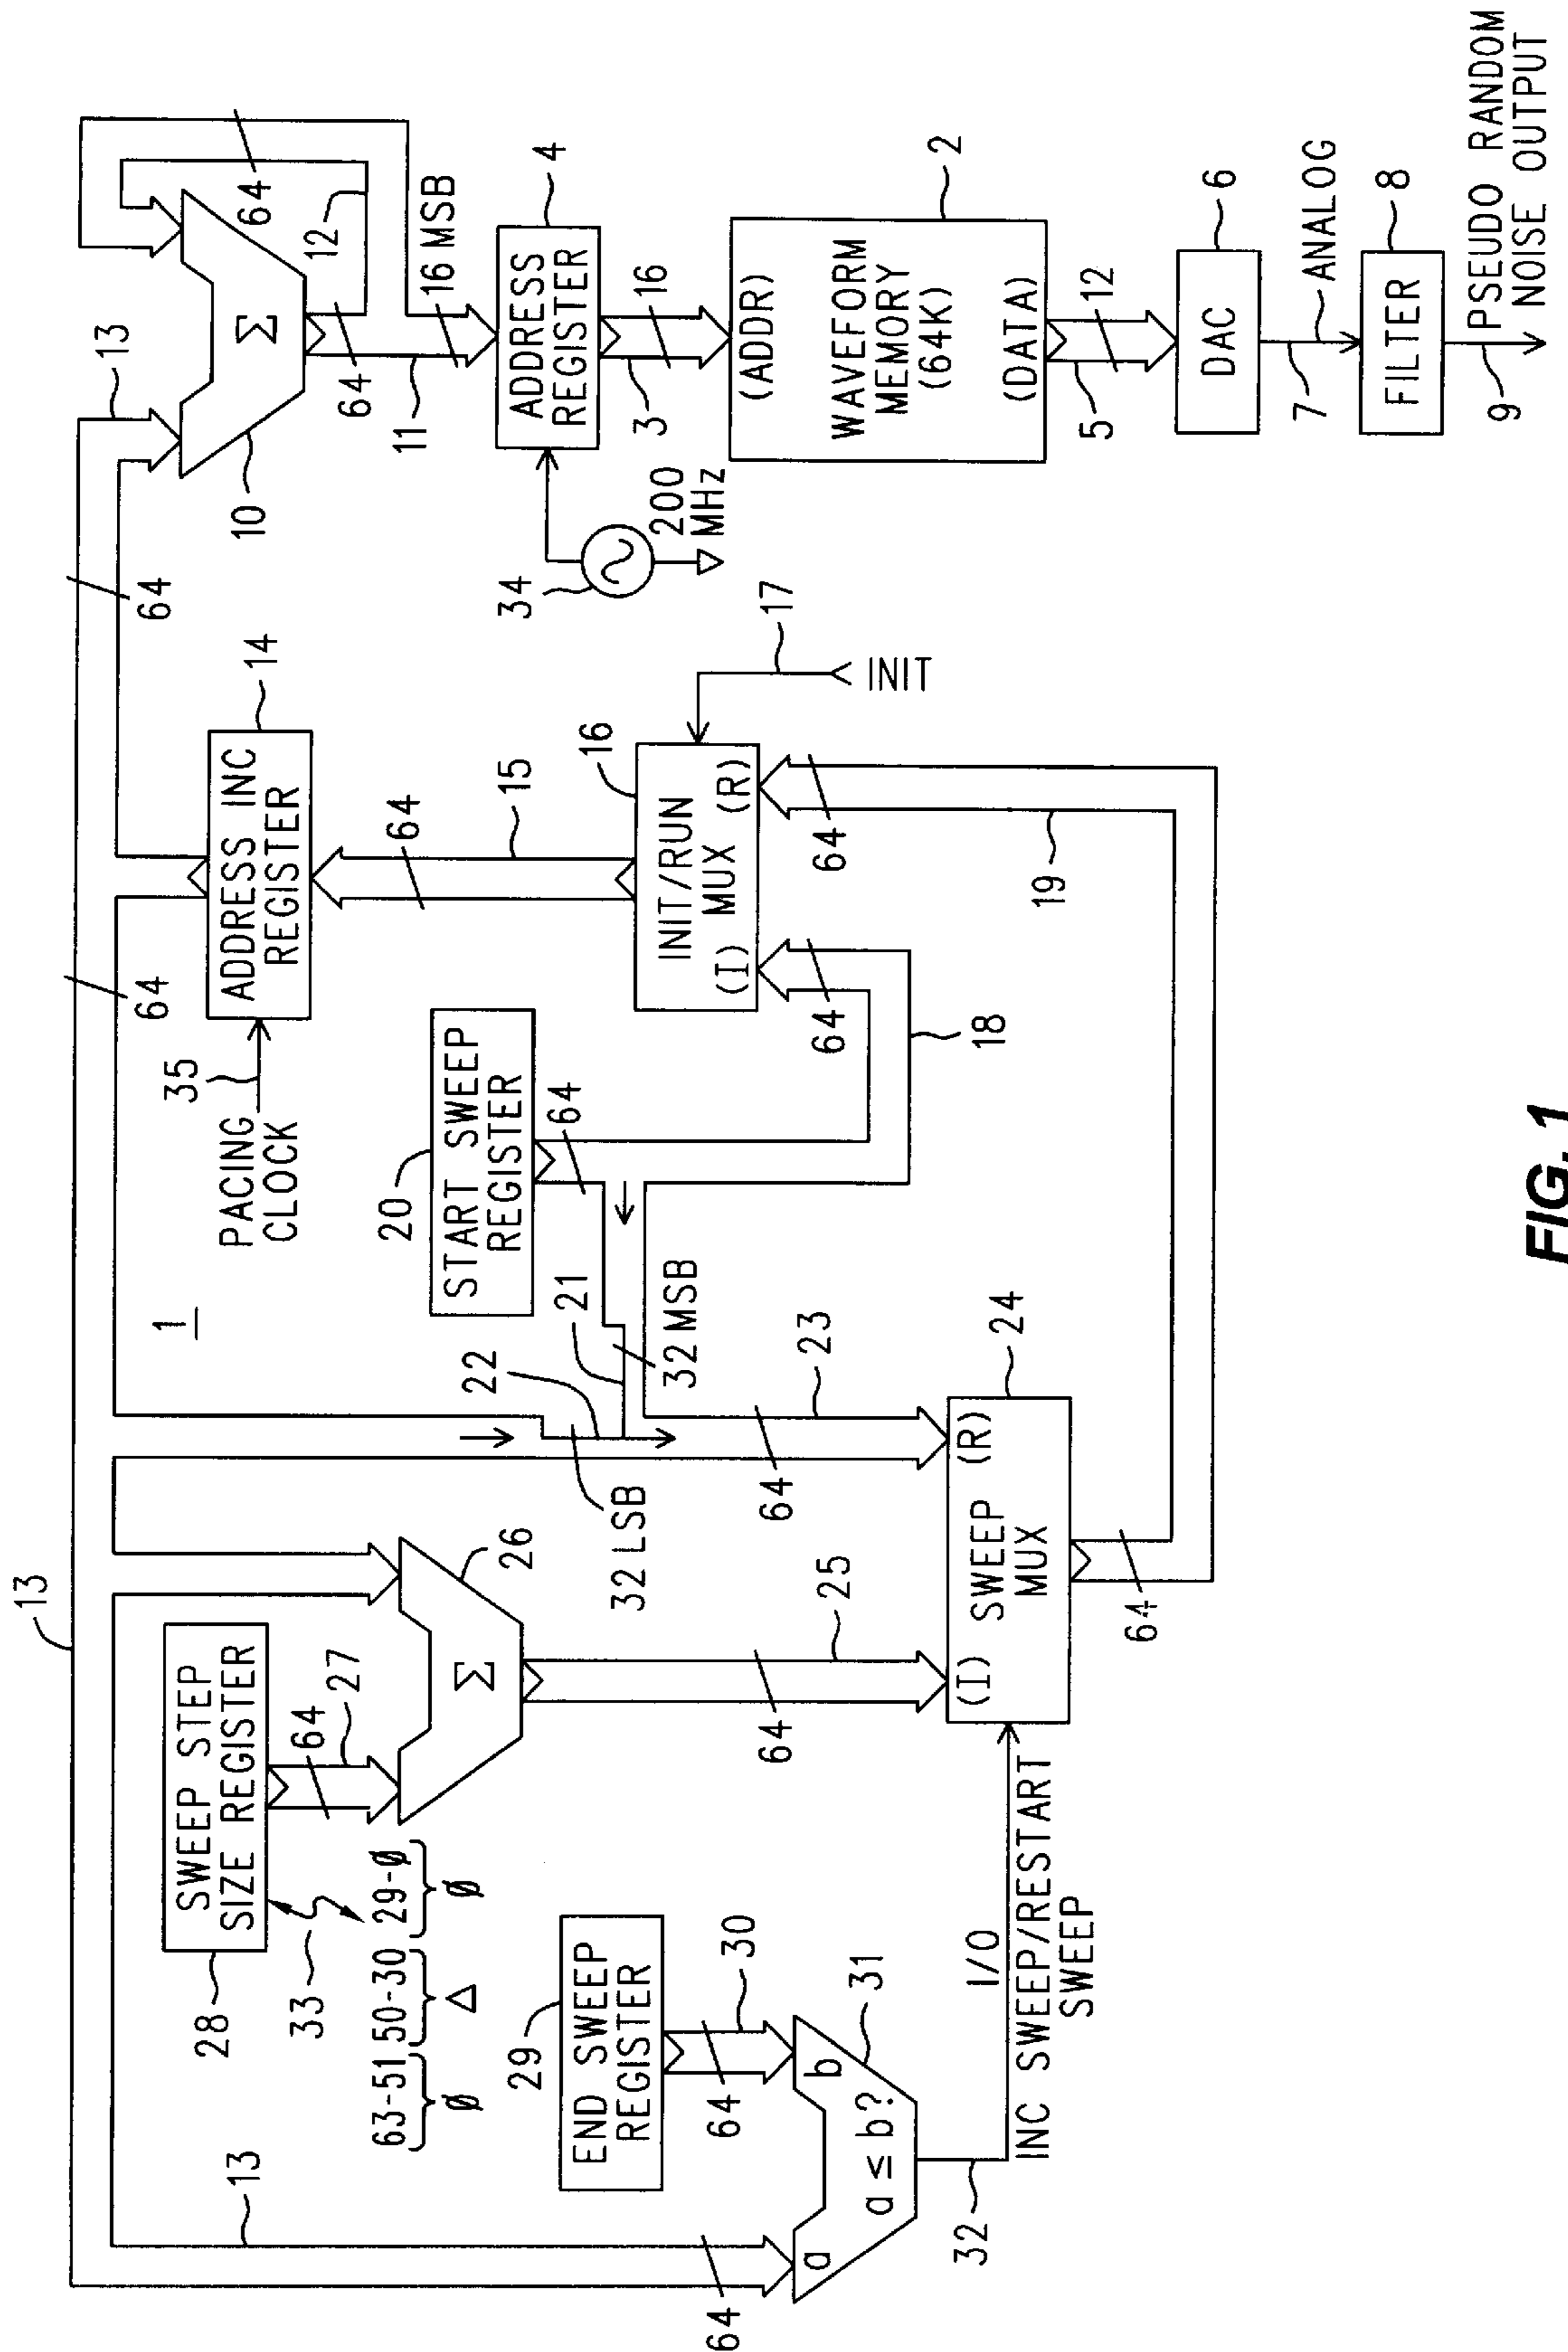 13
13
64
64
13
64
64
12
64
11
16 MSB
10
Σ
ADDRESS
REGISTER
4
34
200
MHz
3
16
(ADDR)
WAVEFORM
MEMORY
(64K)
(DATA)
2
5
12
DAC
6
7
ANALOG
FILTER
8
9
PSEUDO RANDOM
NOISE OUTPUT
PACING
CLOCK
35
ADDRESS INC
REGISTER
14
64
15
INIT/RUN
MUX
(I)
(R)
16
17
INIT
64
18
64
19
1
20
START SWEEP
REGISTER
64
21
32 MSB
22
32 LSB
64
23
SWEEP STEP
SIZE REGISTER
28
64
27
33
63-51
50-30
29-Ø
Ø
Δ
Ø
Σ
26
64
25
(I)
SWEEP
MUX
(R)
24
64
29
END SWEEP
REGISTER
64
30
13
64
a
b
a ≤ b?
31
32
I/O
INC SWEEP/RESTART
SWEEP
FIG. 1